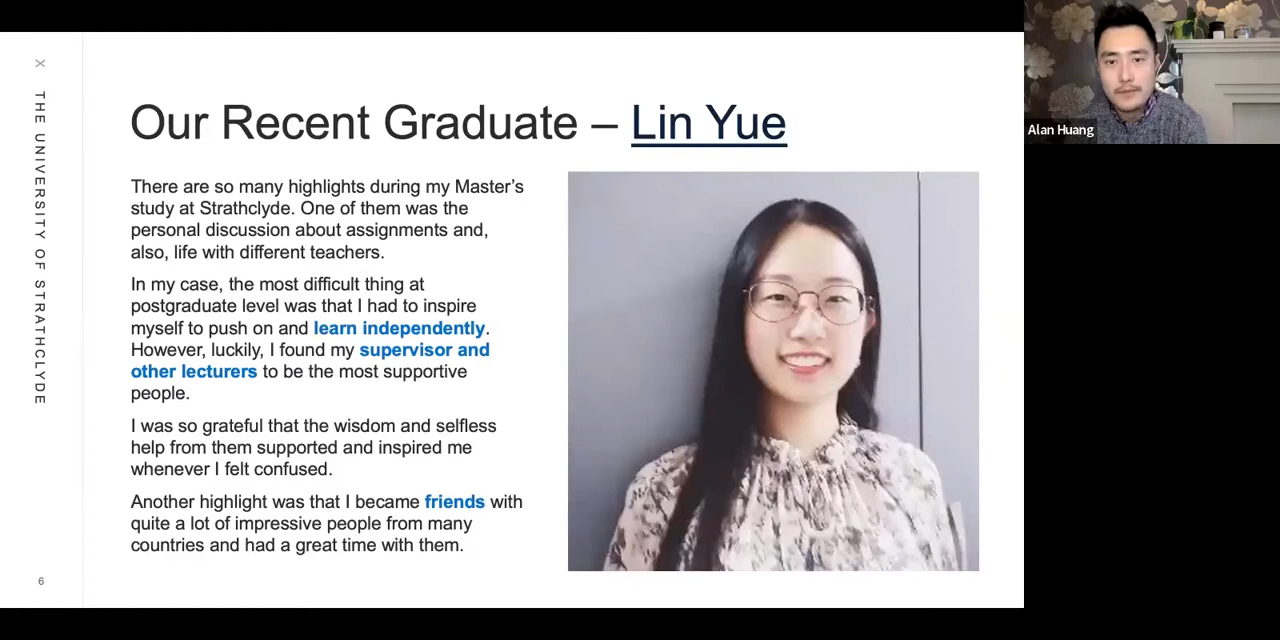 X THE UNIVERSITY OF STRATHCLYDE
Our Recent Graduate – Lin Yue
There are so many highlights during my Master’s
study at Strathclyde. One of them was the
personal discussion about assignments and,
also, life with different teachers.
In my case, the most difficult thing at
postgraduate level was that I had to inspire
myself to push on and learn independently.
However, luckily, I found my supervisor and
other lecturers to be the most supportive
people.
I was so grateful that the wisdom and selfless
help from them supported and inspired me
whenever I felt confused.
Another highlight was that I became friends with
quite a lot of impressive people from many
countries and had a great time with them.
6
Alan Huang